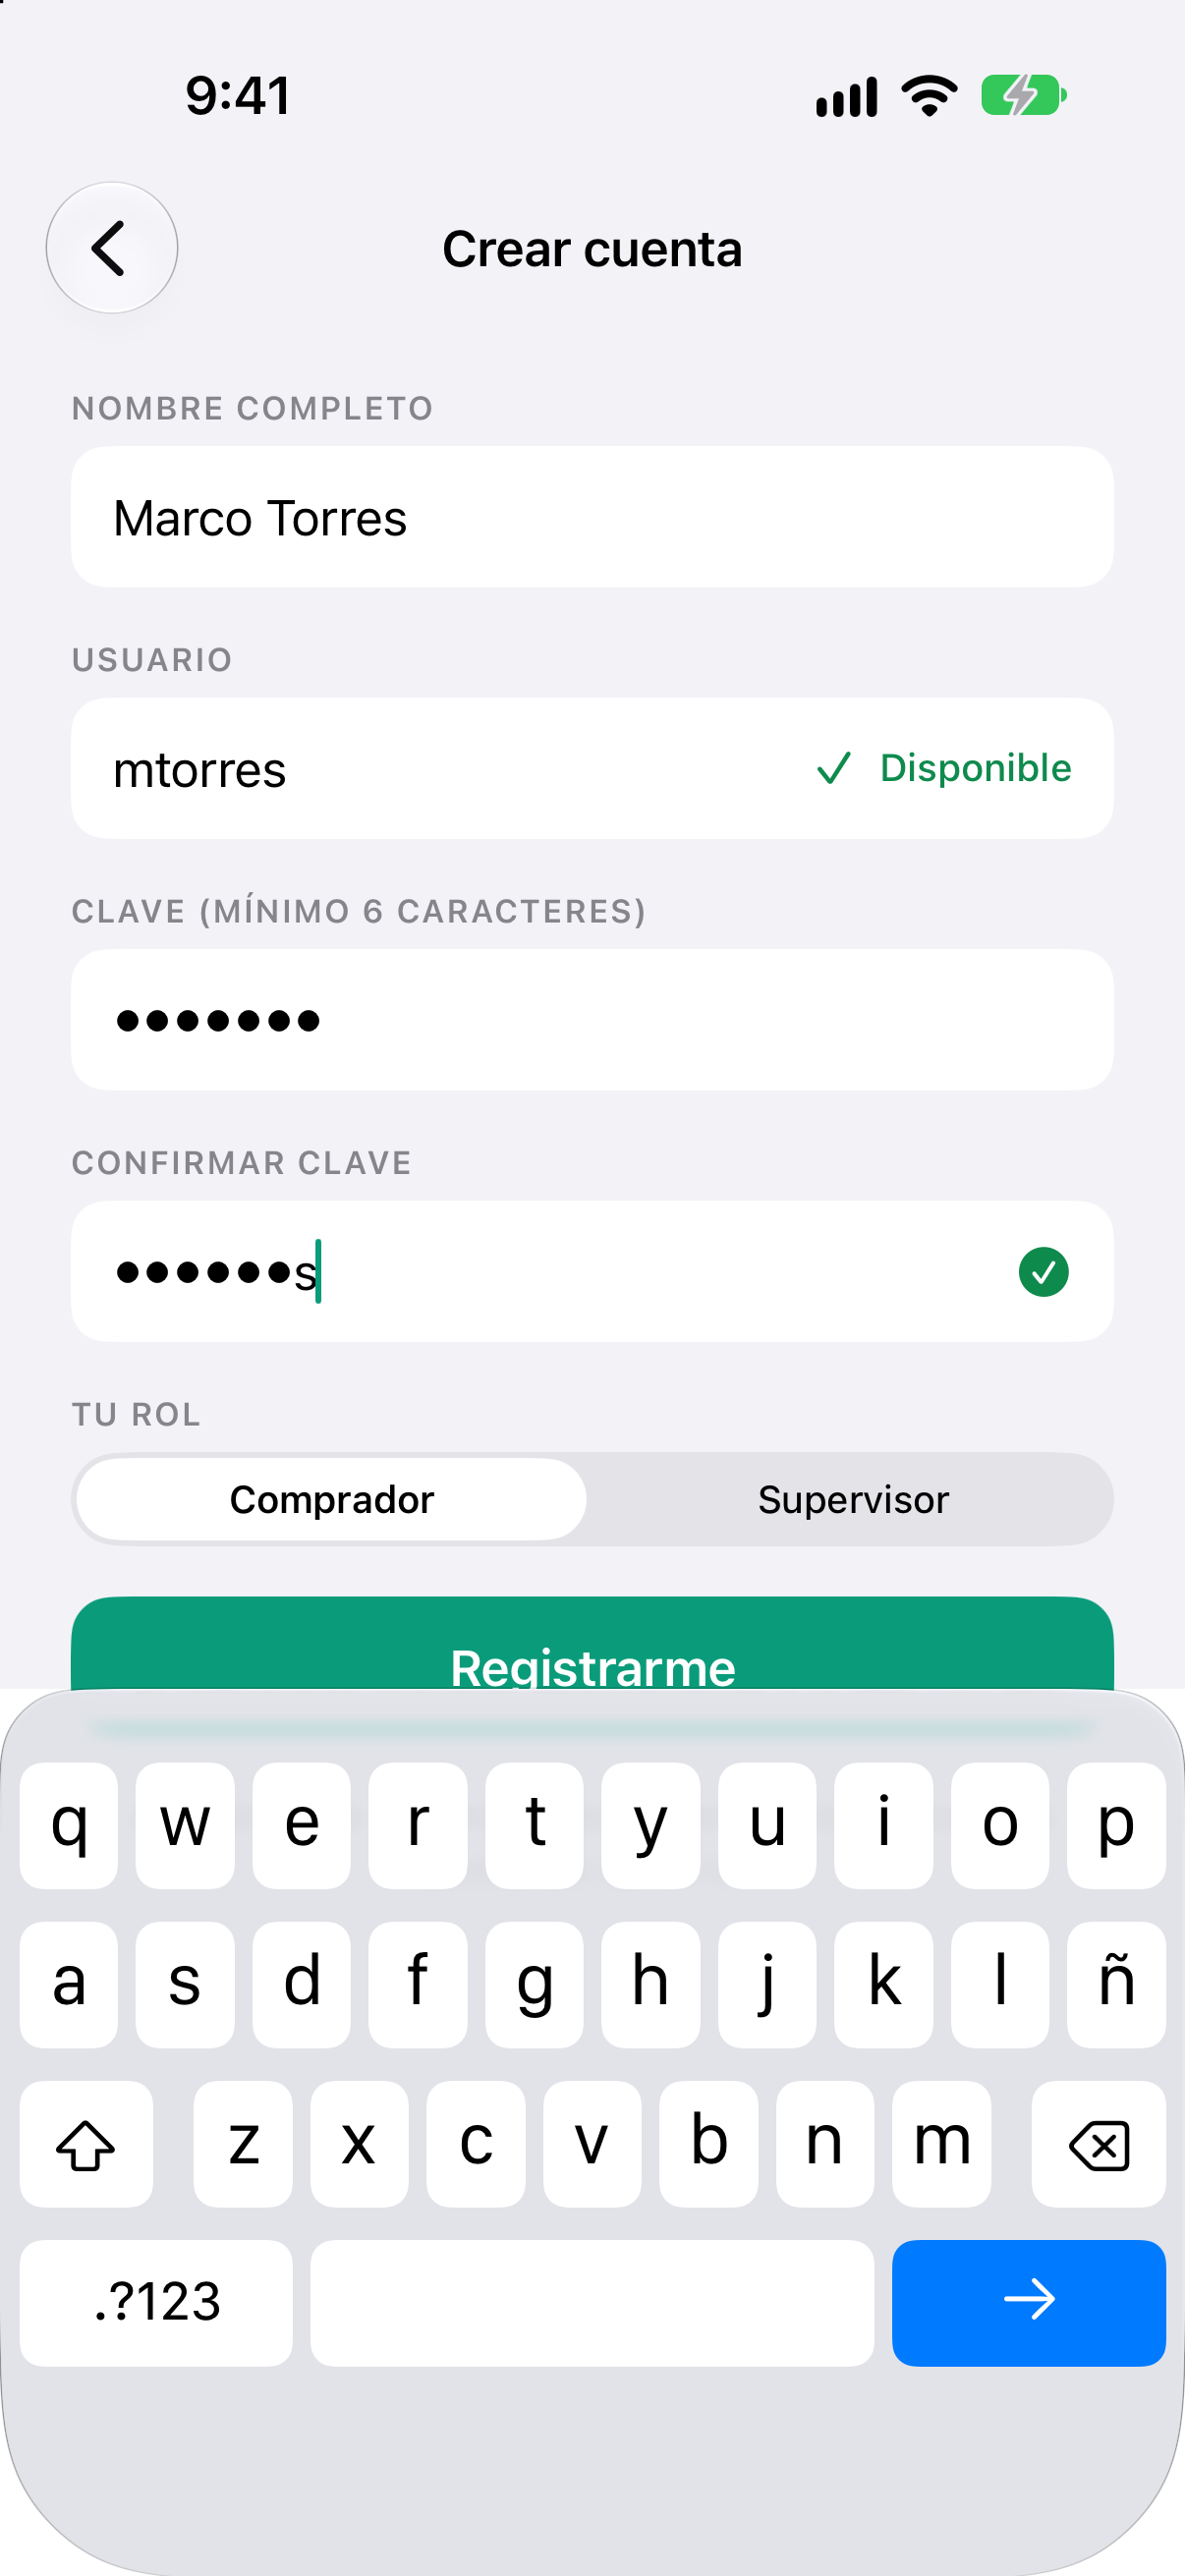 9:41
Crear cuenta
NOMBRE COMPLETO
Marco Torres
USUARIO
mtorres
Disponible
CLAVE (MÍNIMO 6 CARACTERES)
•••••••
CONFIRMAR CLAVE
••••••s
TU ROL
Comprador Supervisor
Registrarme
q w e r t y u i o p
a s d f g h j k l ñ
z x c v b n m
.?123